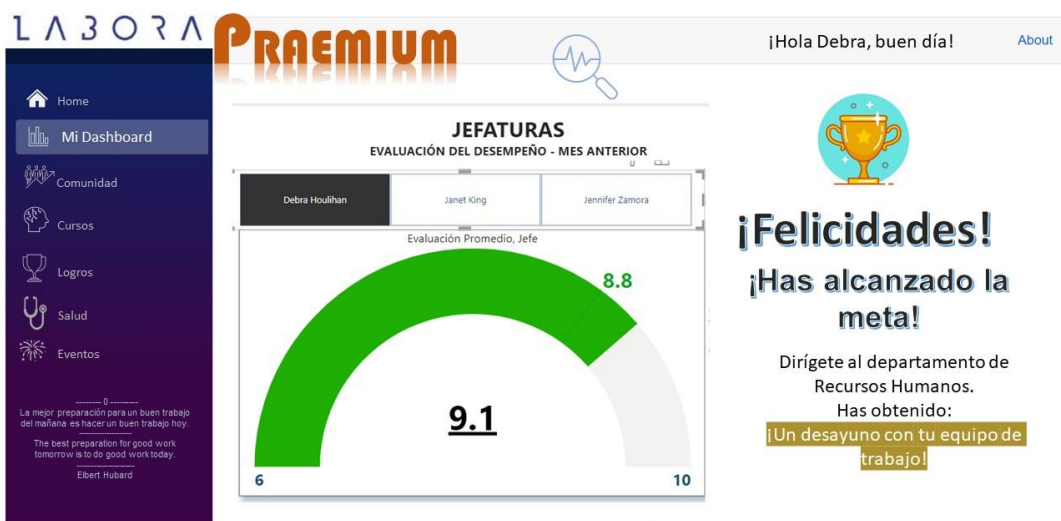 LABORA
PRAEMIUM
¡Hola Debra, buen día!
About
Home
Mi Dashboard
Comunidad
Cursos
Logros
Salud
Eventos
-------- 0 --------
La mejor preparación para un buen trabajo
del mañana es hacer un buen trabajo hoy.
The best preparation for good work
tomorrow is to do good work today.
Elbert Hubard
JEFATURAS
EVALUACIÓN DEL DESEMPEÑO - MES ANTERIOR
Debra Houlihan
Janet King
Jennifer Zamora
Evaluación Promedio, Jefe
8.8
9.1
6
10
¡Felicidades!
¡Has alcanzado la
meta!
Dirígete al departamento de
Recursos Humanos.
Has obtenido:
¡Un desayuno con tu equipo de
trabajo!